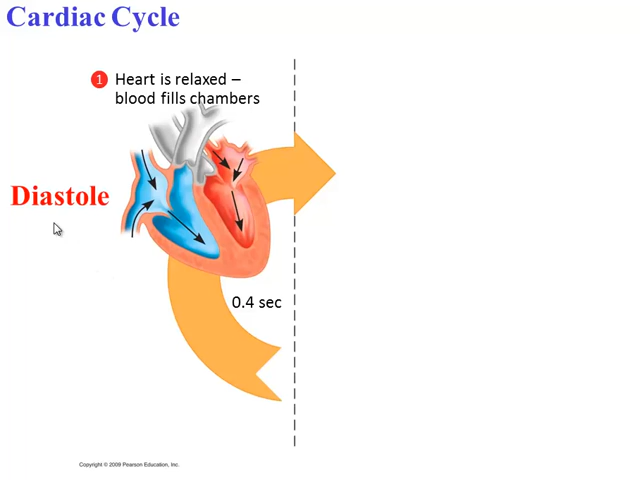 Cardiac Cycle
1 Heart is relaxed –
blood fills chambers
Diastole
0.4 sec
Copyright © 2009 Pearson Education, Inc.